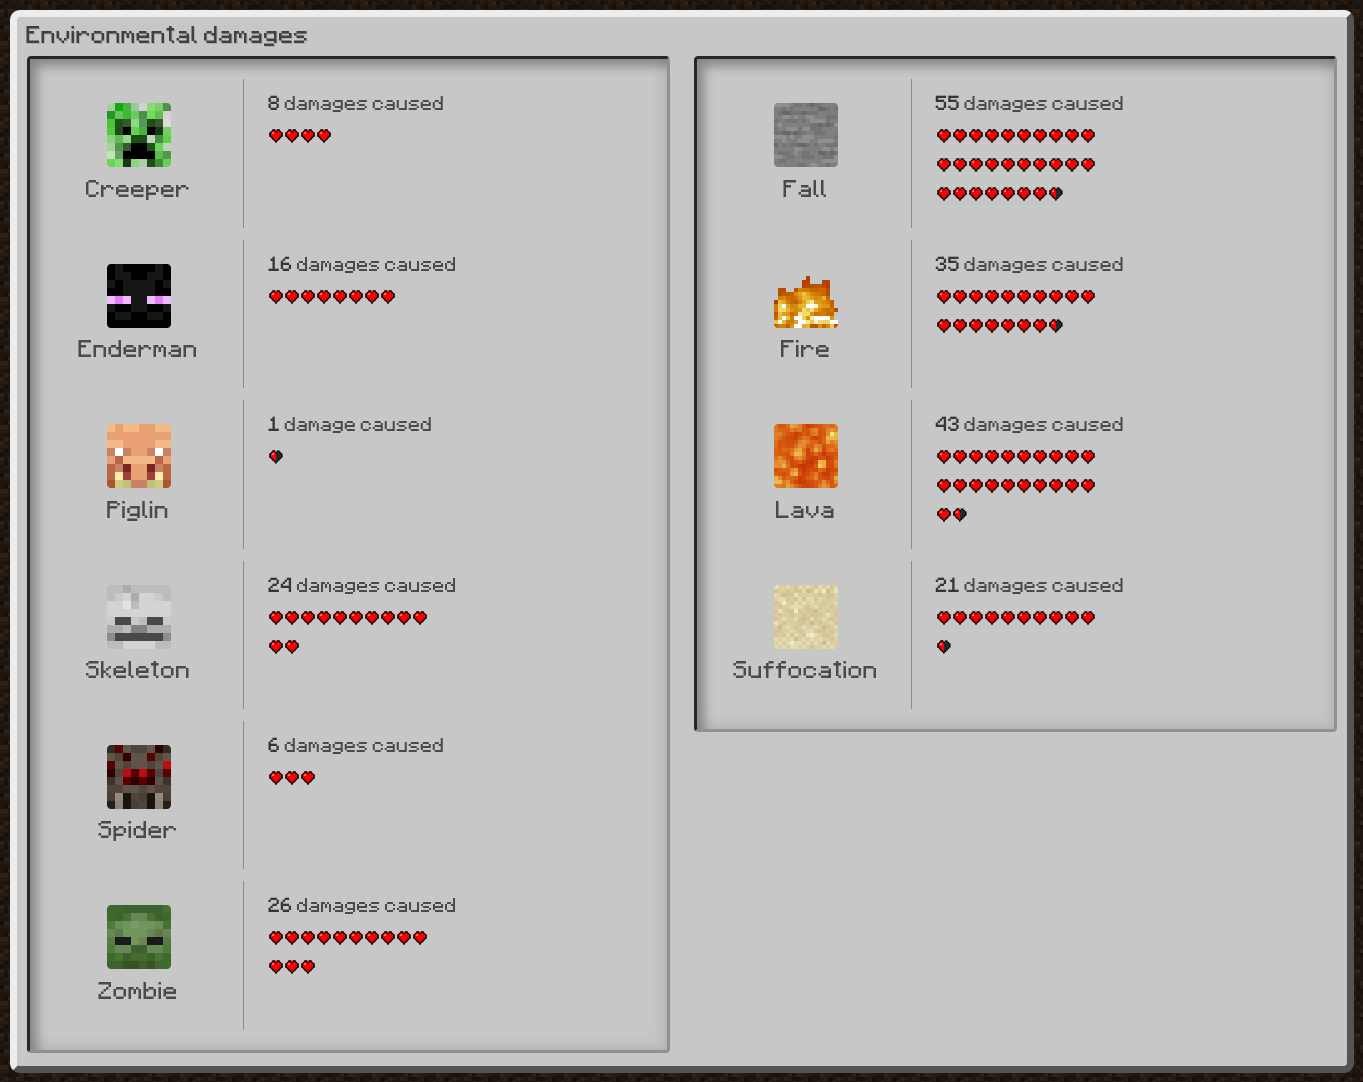 Environmental damages
8 damages caused
Creeper
16 damages caused
Enderman
1 damage caused
Piglin
24 damages caused
Skeleton
6 damages caused
Spider
26 damages caused
Zombie
55 damages caused
Fall
35 damages caused
Fire
43 damages caused
Lava
21 damages caused
Suffocation